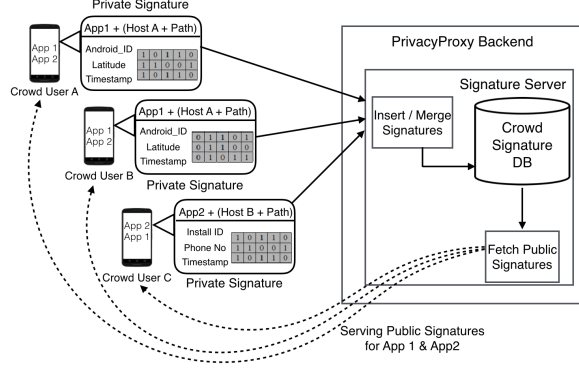 Private Signature
App1 + (Host A + Path)
App 1
App 2
Android_ID
1 0 1 1 0
Latitude
1 1 0 0 1
Timestamp
1 0 1 1 0
Crowd User A
App1 + (Host A + Path)
App 1
App 2
Android_ID
0 1 1 0 1
Latitude
Timestamp
0 1 0 1 1
Crowd User B
Private Signature
App2 + (Host B + Path)
App 2
App 1
Install ID
1 0 1 1 0
Phone No
1 1 0 0 1
Timestamp
1 0 1 1 0
Crowd User C
Private Signature
PrivacyProxy Backend
Signature Server
Insert / Merge
Signatures
Crowd
Signature
DB
Fetch Public
Signatures
Serving Public Signatures
for App 1 & App2